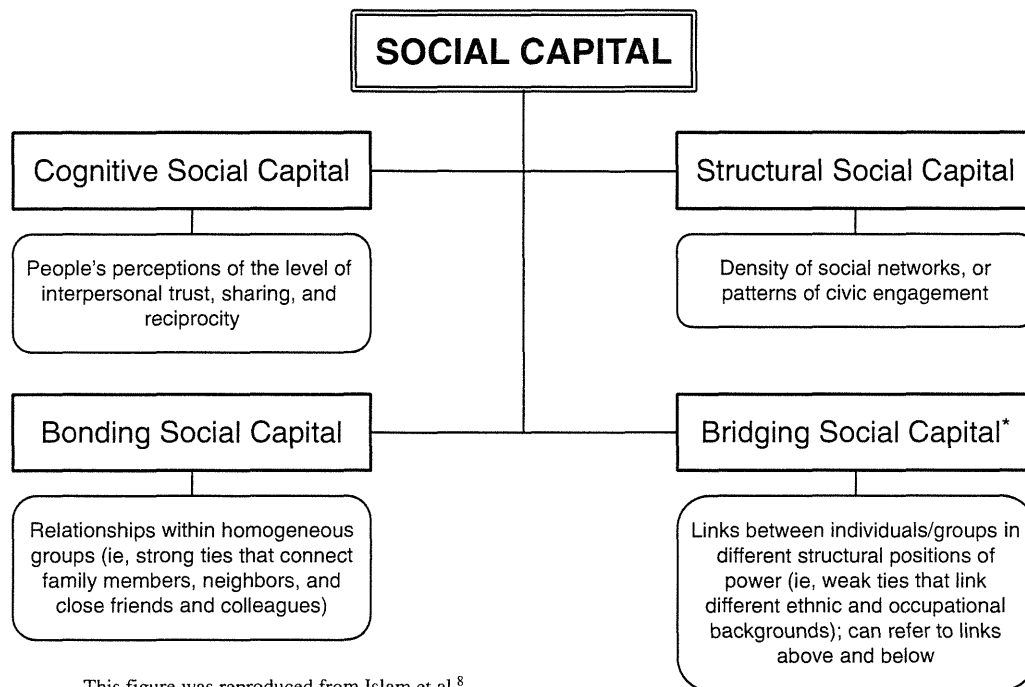 SOCIAL CAPITAL
Cognitive Social Capital
People's perceptions of the level of
interpersonal trust, sharing, and
reciprocity
Structural Social Capital
Density of social networks, or
patterns of civic engagement
Bonding Social Capital
Relationships within homogeneous
groups (ie, strong ties that connect
family members, neighbors, and
close friends and colleagues)
Bridging Social Capital*
Links between individuals/groups in
different structural positions of
power (ie, weak ties that link
different ethnic and occupational
backgrounds); can refer to links
above and below
This figure was reproduced from Islam et al.8